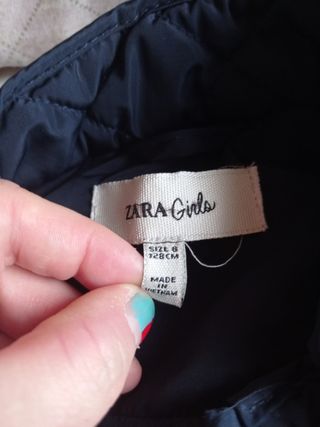 ZARA Girls
SIZE 8
128CM
MADE
IN
VIETNAM